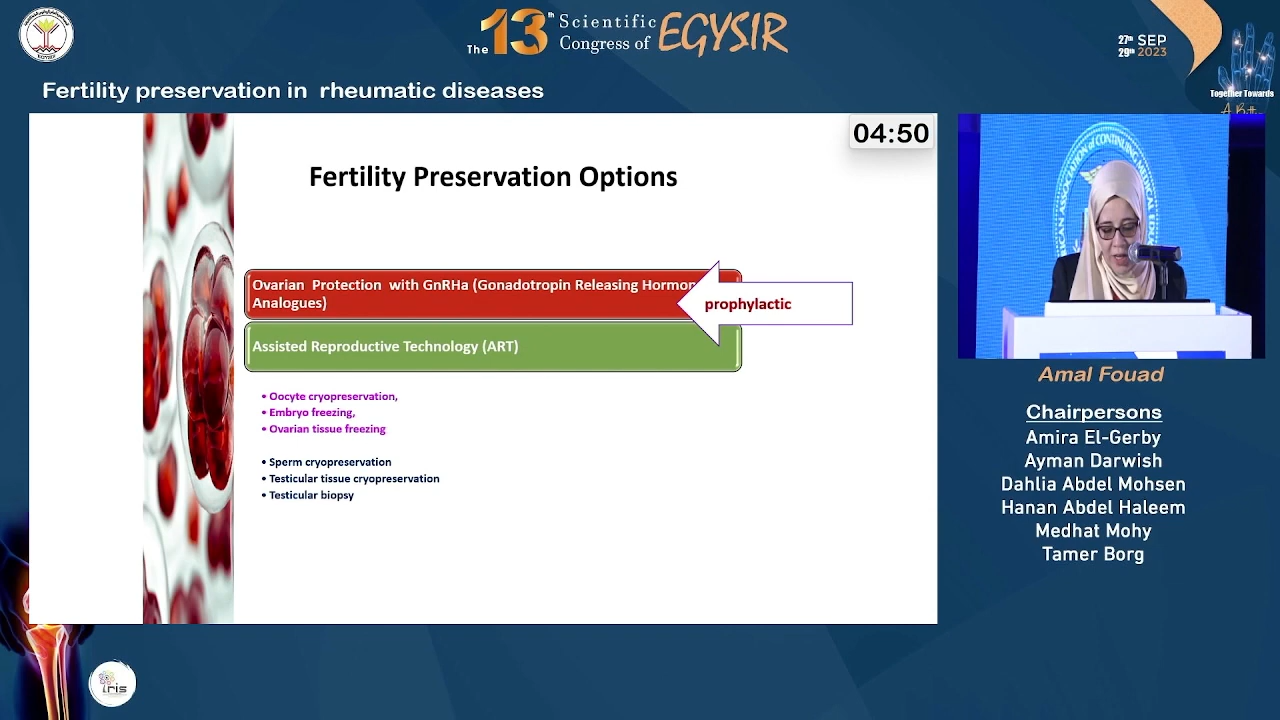 The 13th Scientific Congress of EGYSIR
27th SEP
29th 2023
Together Towards
Fertility preservation in rheumatic diseases
04:50
Fertility Preservation Options
Ovarian Protection with GnRHa (Gonadotropin Releasing Hormon
Analogues)
prophylactic
Assisted Reproductive Technology (ART)
• Oocyte cryopreservation,
• Embryo freezing,
• Ovarian tissue freezing
• Sperm cryopreservation
• Testicular tissue cryopreservation
• Testicular biopsy
Amal Fouad
Chairpersons
Amira El-Gerby
Ayman Darwish
Dahlia Abdel Mohsen
Hanan Abdel Haleem
Medhat Mohy
Tamer Borg
iris